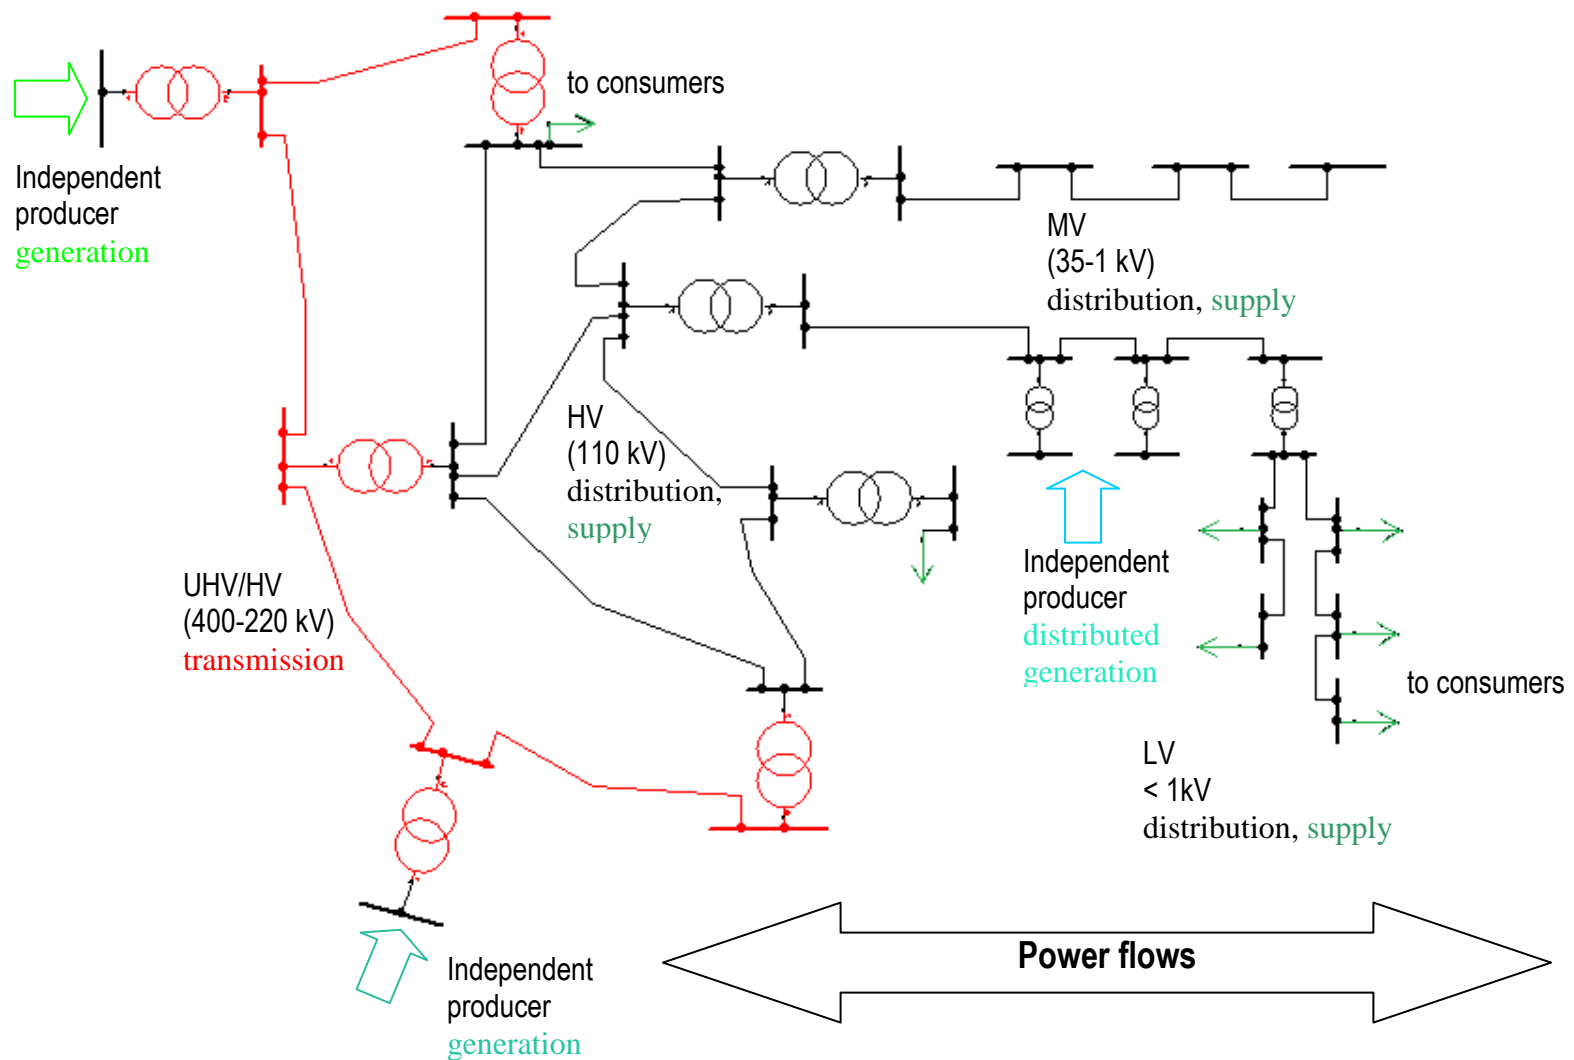 to consumers
Independent
producer
generation
MV
(35-1 kV)
distribution, supply
HV
(110 kV)
distribution,
supply
UHV/HV
(400-220 kV)
transmission
Independent
producer
distributed
generation
to consumers
LV
< 1kV
distribution, supply
Power flows
Independent
producer
generation